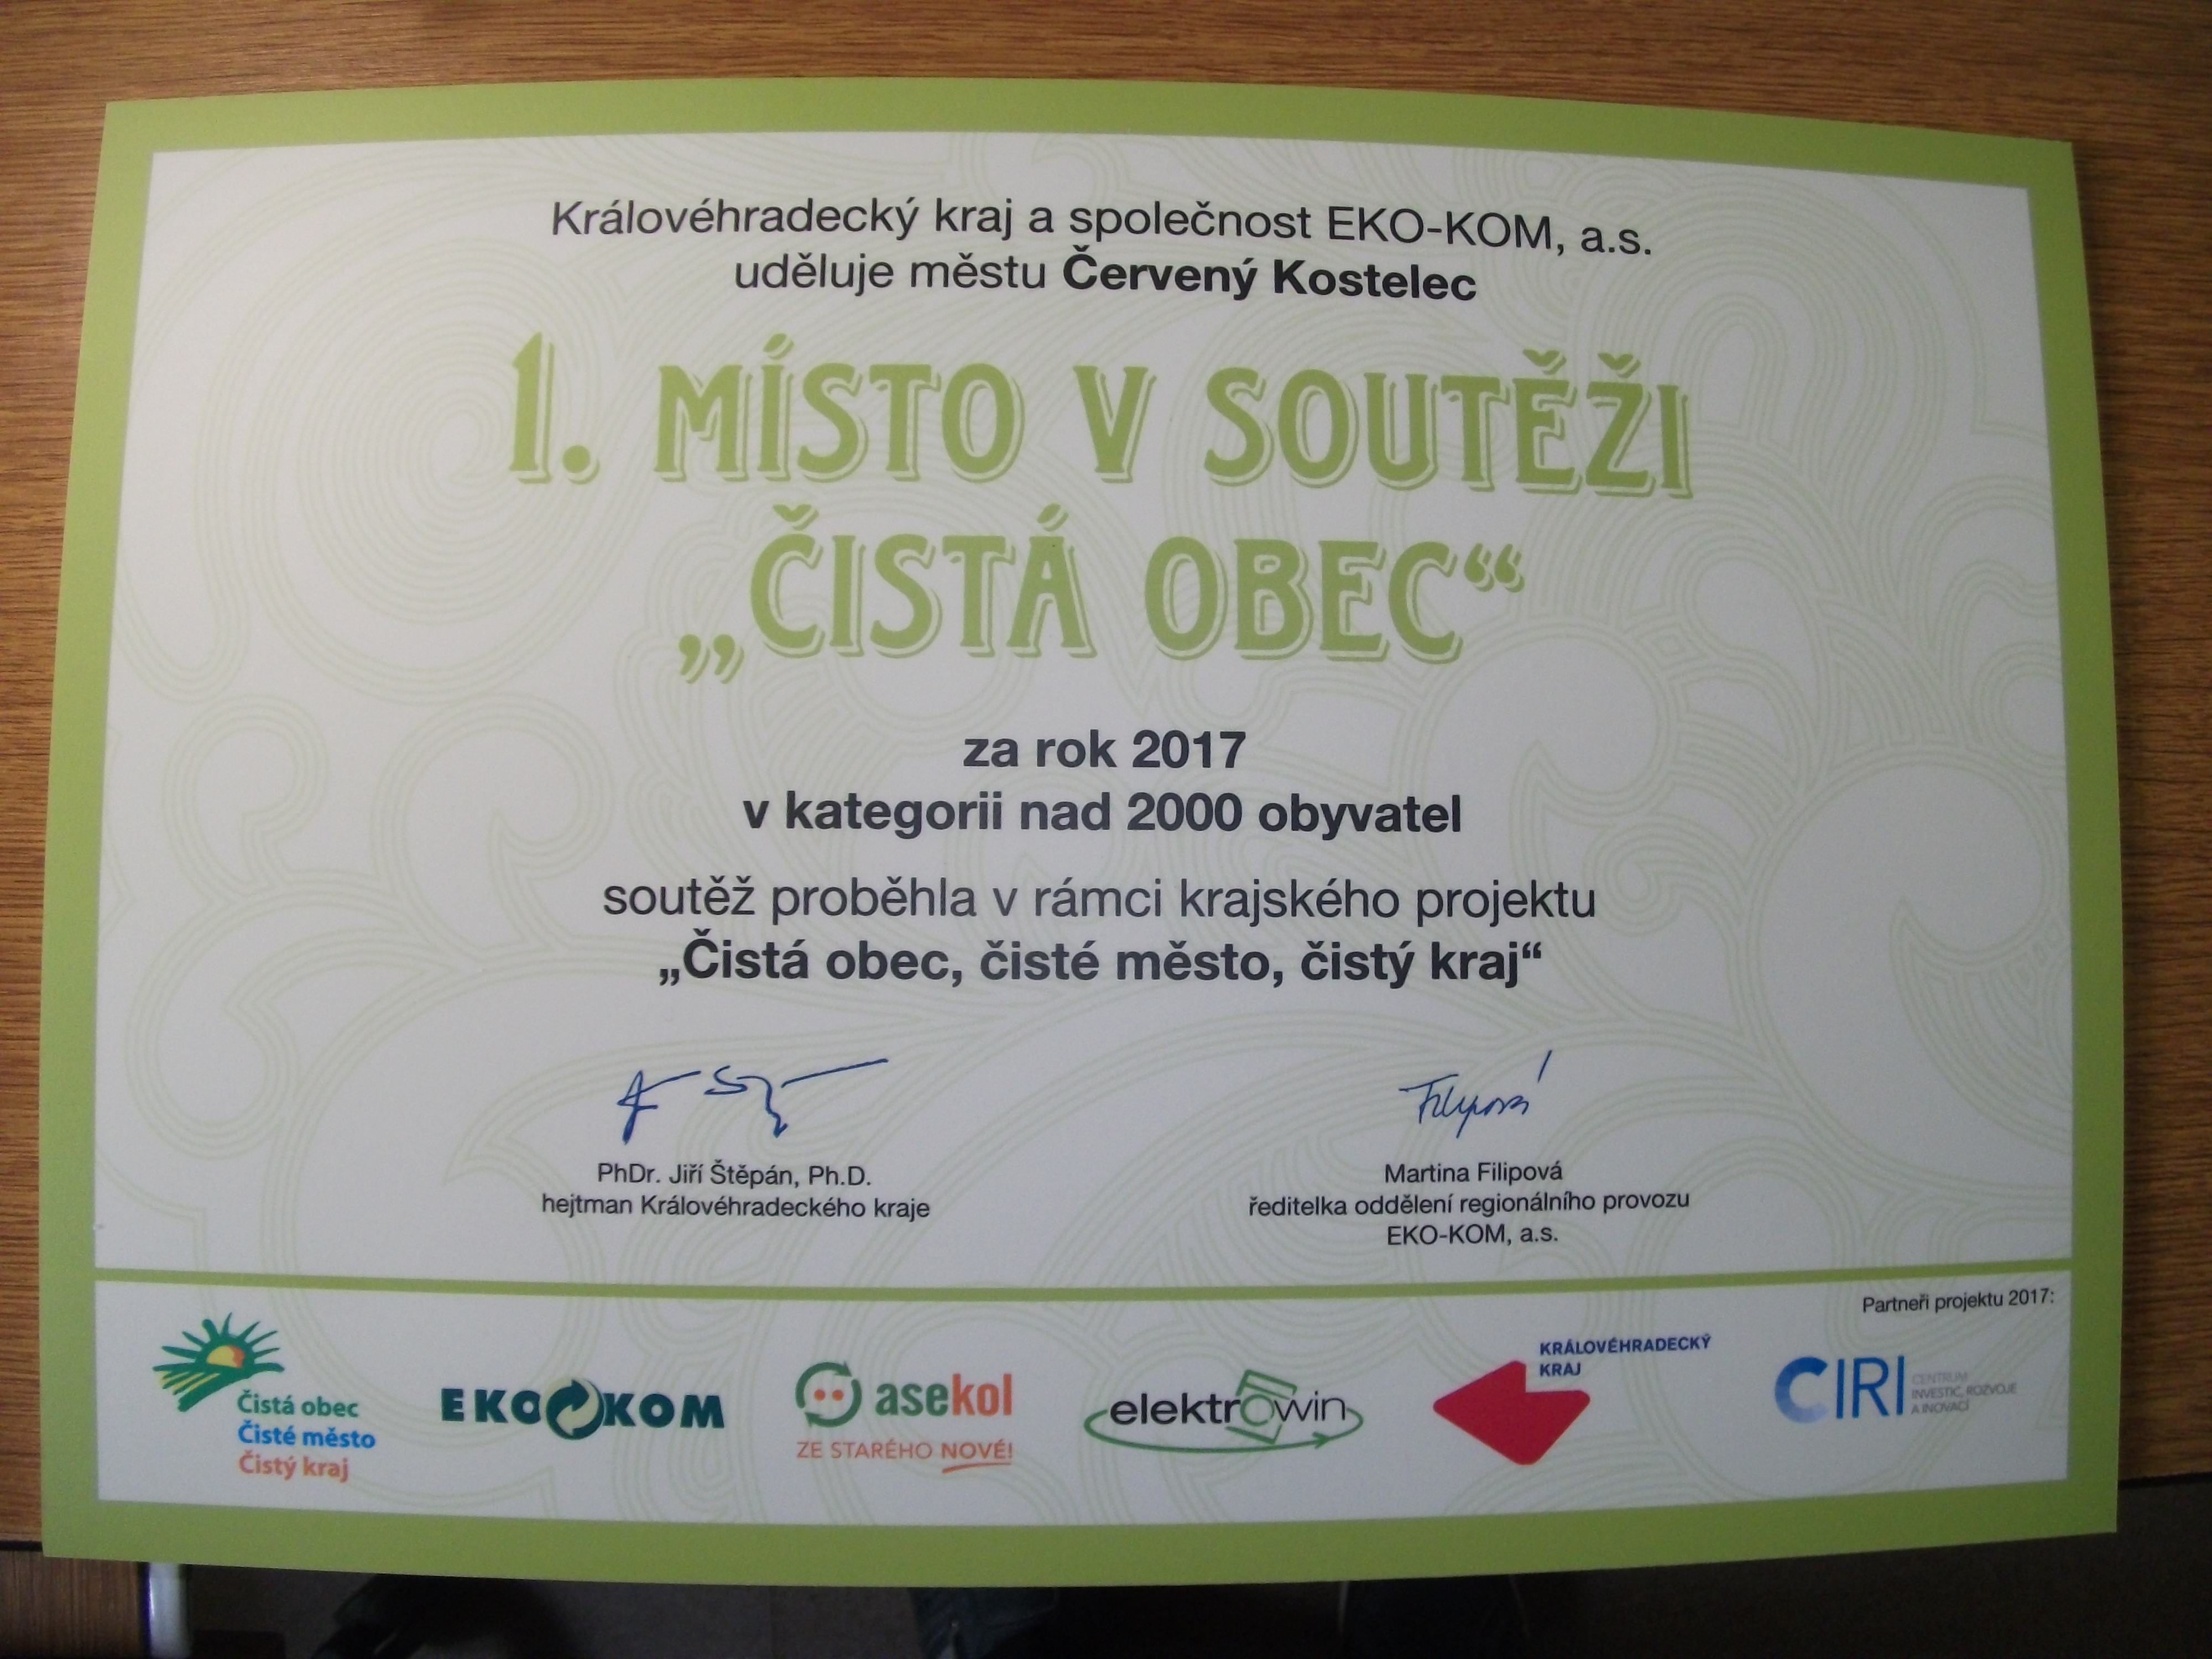 Královéhradecký kraj a společnost EKO-KOM, a.s.
uděluje městu Červený Kostelec
1. MÍSTO V SOUTĚŽI
„ČISTÁ OBEC“
za rok 2017
v kategorii nad 2000 obyvatel
soutěž proběhla v rámci krajského projektu
„Čistá obec, čisté město, čistý kraj“
Filipová
PhDr. Jiří Štěpán, Ph.D.
hejtman Královéhradeckého kraje
Martina Filipová
ředitelka oddělení regionálního provozu
EKO-KOM, a.s.
Partneři projektu 2017:
Čistá obec
Čisté město
Čistý kraj
EKO KOM
asekol
ZE STARÉHO NOVÉ!
elektrowin
KRÁLOVÉHRADECKÝ
KRAJ
CIRI
CENTRUM
INVESTIC, ROZVOJE
A INOVACÍ